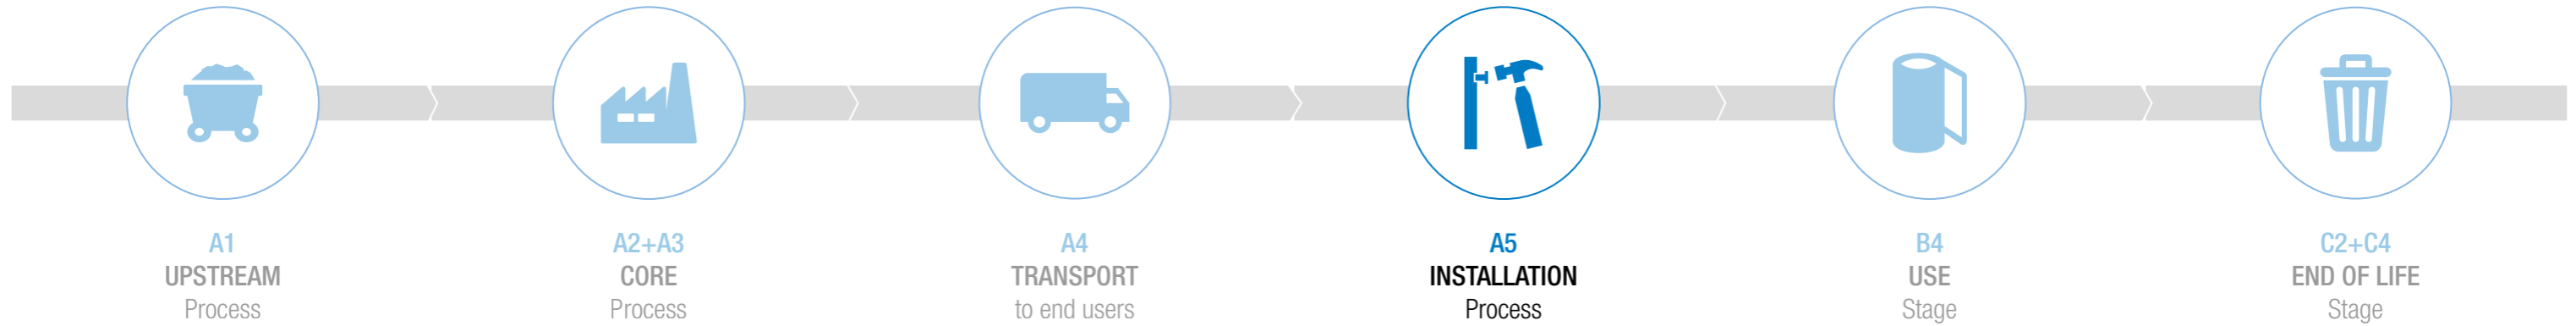 A1
UPSTREAM
Process
A2+A3
CORE
Process
A4
TRANSPORT
to end users
A5
INSTALLATION
Process
B4
USE
Stage
C2+C4
END OF LIFE
Stage